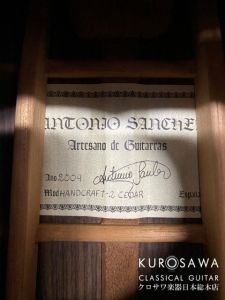 ANTONIO SANCHE
Artesano de Guitarras
Año 2004
Mod HANDCRAFT-2 CEDAR
KUROSAWA
CLASSICAL GUITAR
クロサワ楽器日本総本店